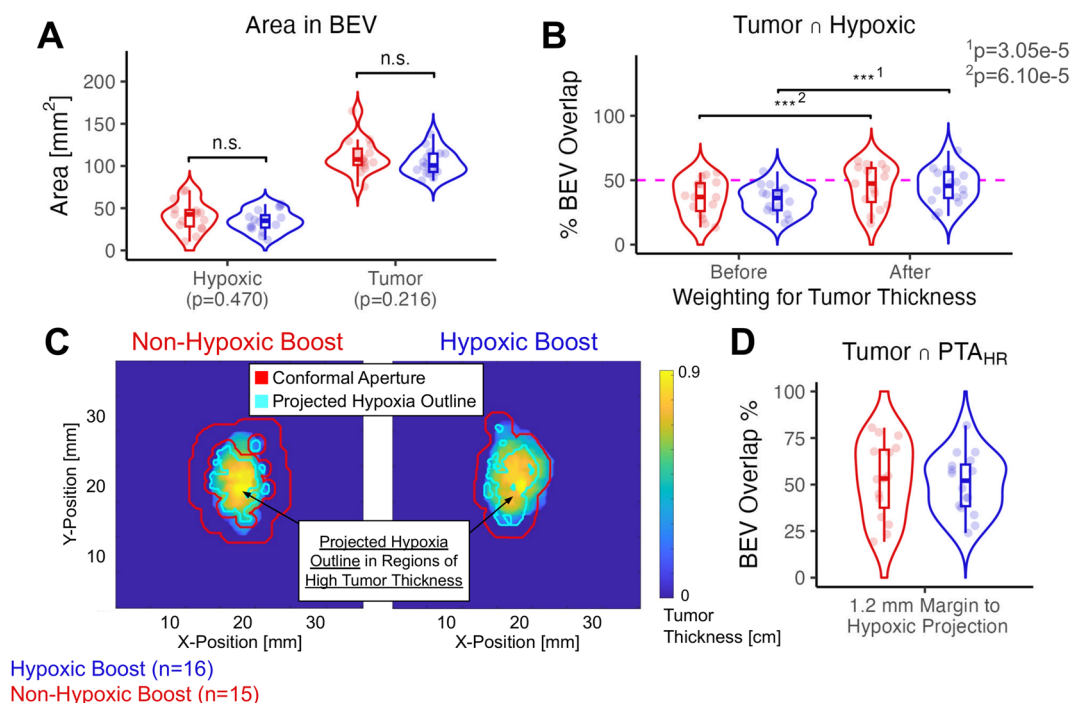 A
Area in BEV
Area [mm²]
200
150
100
50
0
n.s.
n.s.
Hypoxic
(p=0.470)
Tumor
(p=0.216)
B
Tumor ∩ Hypoxic
¹p=3.05e-5
²p=6.10e-5
% BEV Overlap
100
50
0
***¹
***²
Before
After
Weighting for Tumor Thickness
C
Non-Hypoxic Boost
Hypoxic Boost
Conformal Aperture
Projected Hypoxia Outline
Y-Position [mm]
30
20
10
Projected Hypoxia
Outline in Regions of
High Tumor Thickness
10 20 30
X-Position [mm]
10 20 30
X-Position [mm]
0.9
0
Tumor
Thickness [cm]
D
Tumor ∩ PTA_HR
BEV Overlap %
100
75
50
25
0
1.2 mm Margin to
Hypoxic Projection
Hypoxic Boost (n=16)
Non-Hypoxic Boost (n=15)